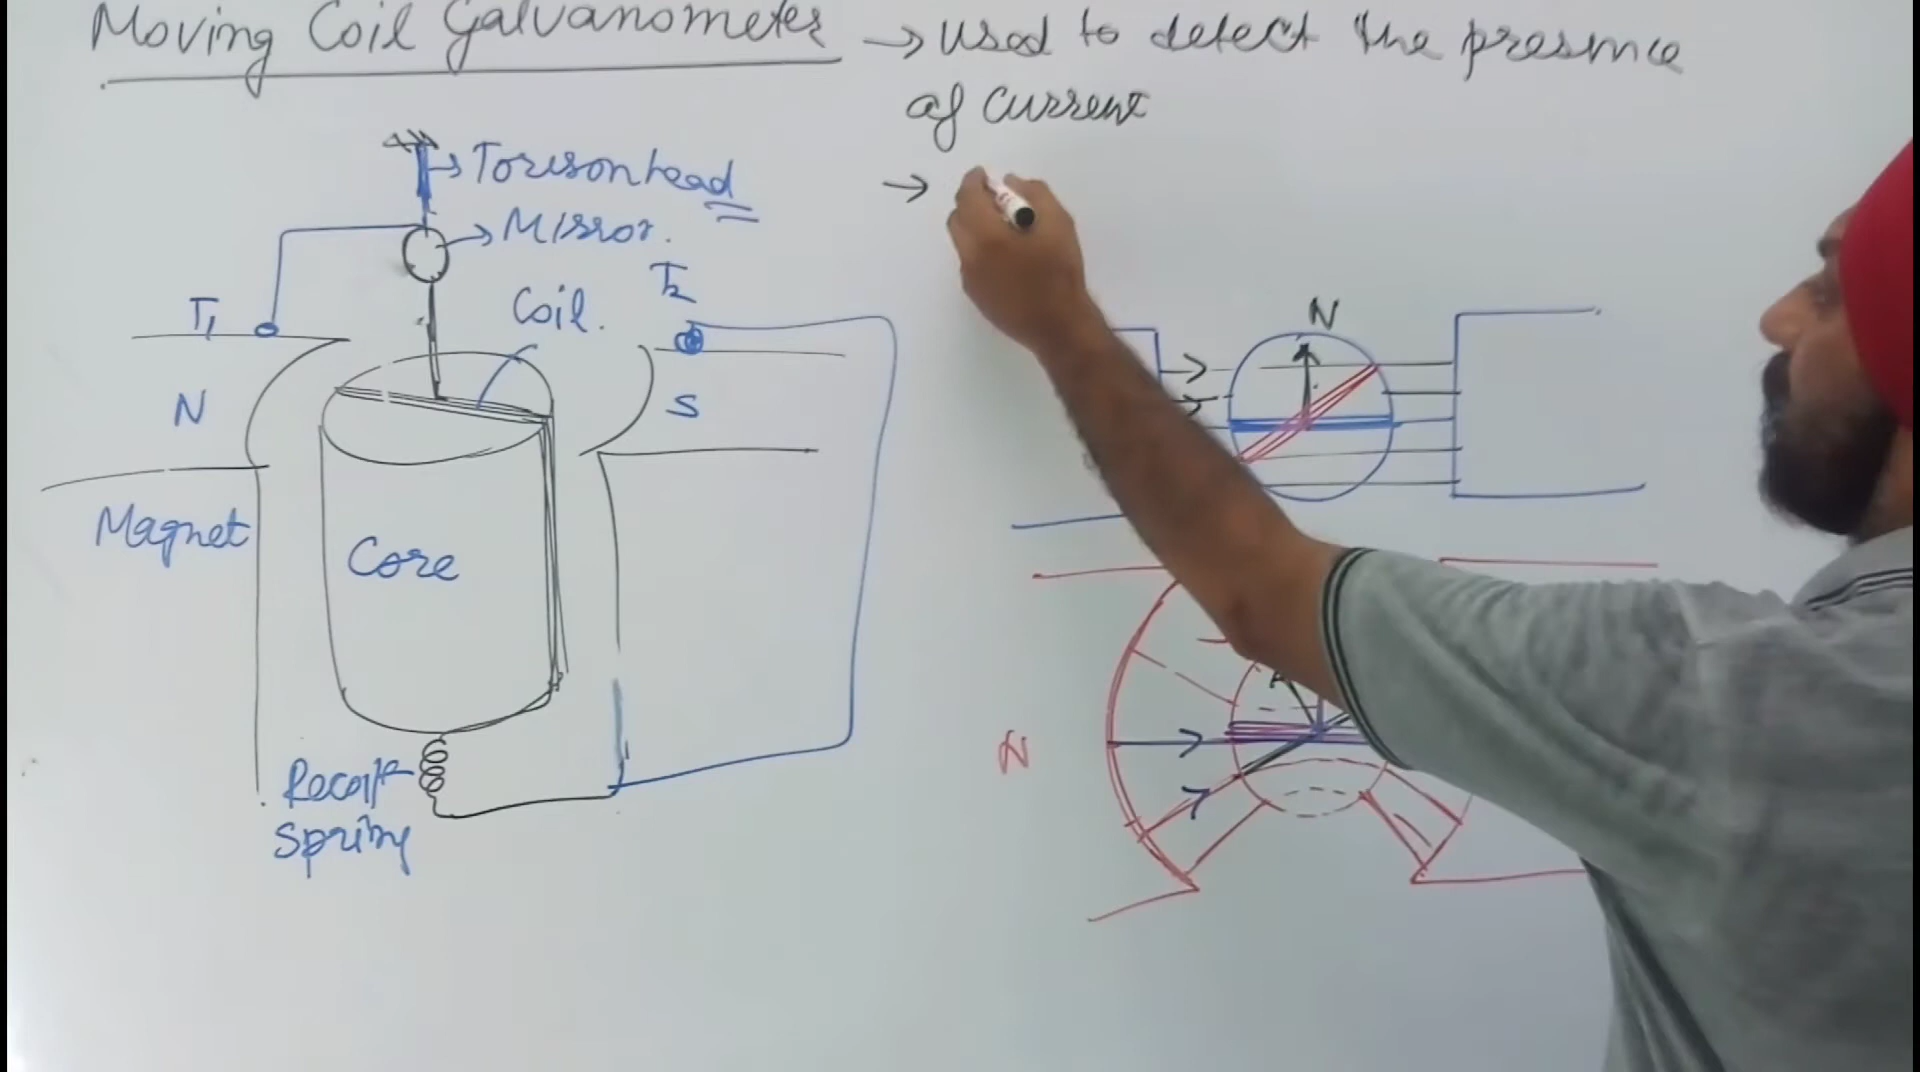 Moving Coil Galvanometer → Used to detect the presence
of current
→
Torison head
→ Mirror.
T1
Coil.
T2
N
S
Magnet
Core
Recoil
Spring
N
N